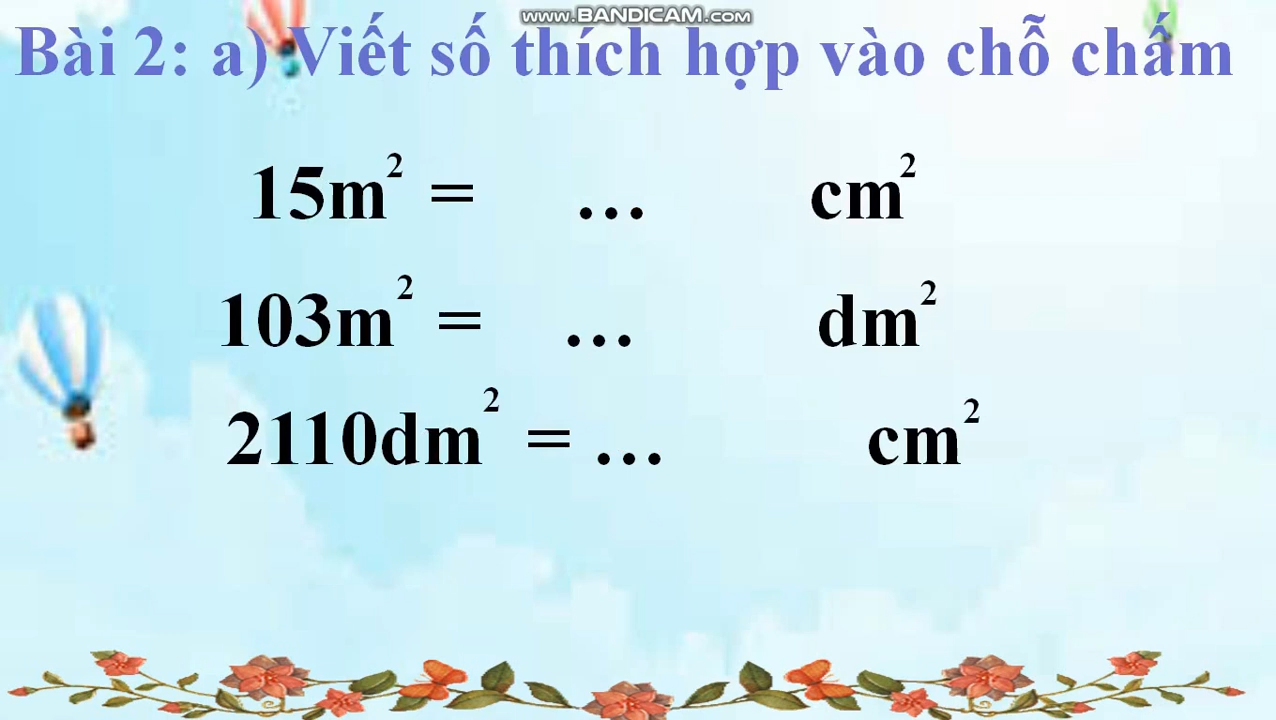 www.BANDICAM.com
Bài 2: a) Viết số thích hợp vào chỗ chấm
15m² = … cm²
103m² = … dm²
2110dm² = … cm²